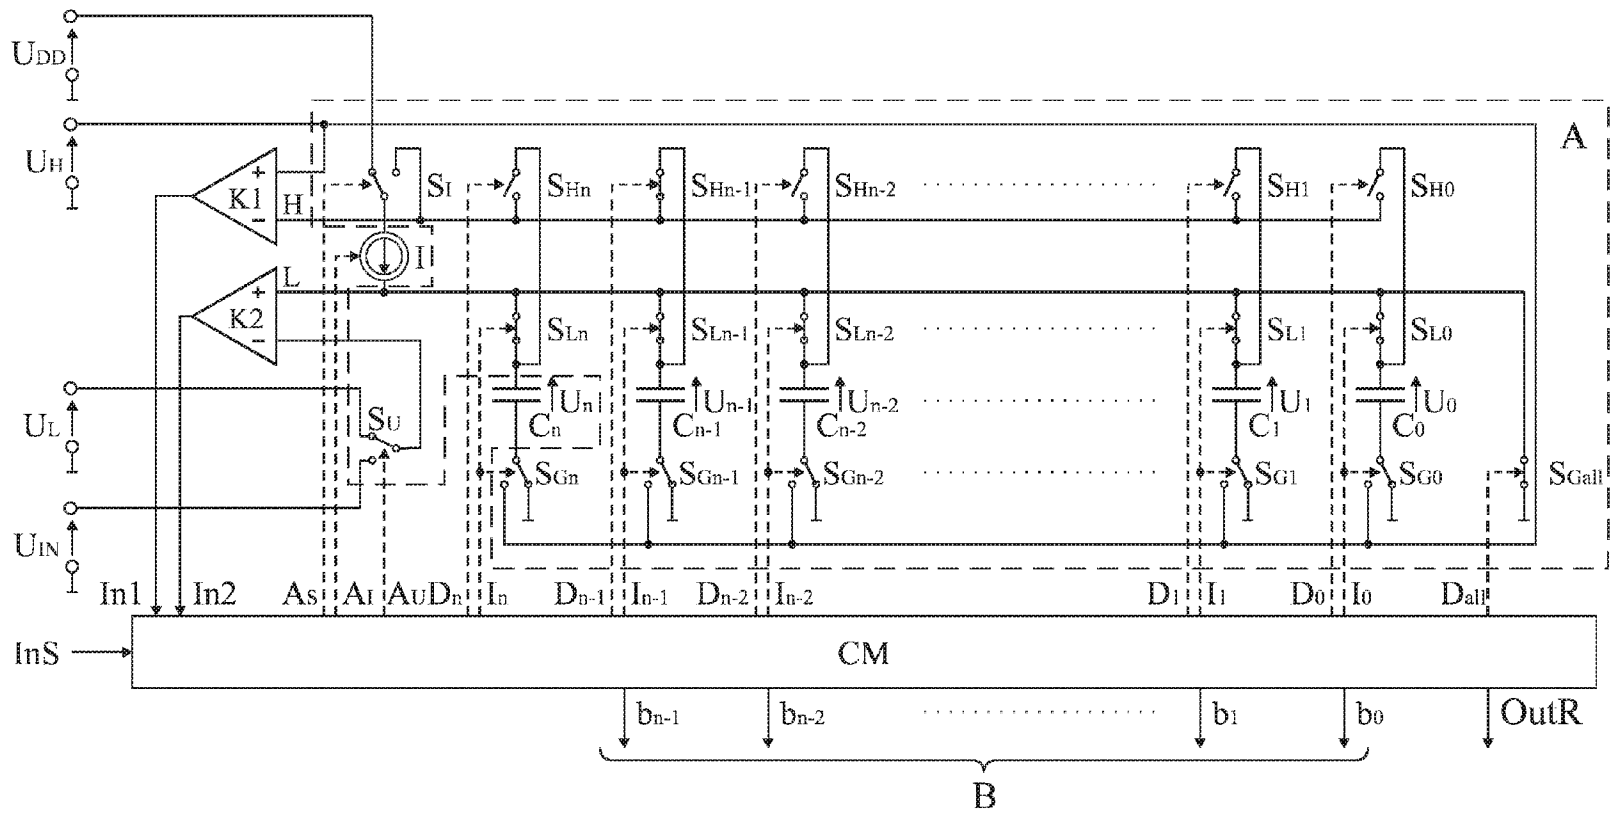 UDD
UH
A
K1
H
SI
SHn
SHn-1
SHn-2
SH1
SH0
I
L
K2
SLn
SLn-1
SLn-2
SL1
SL0
UL
SU
Cn
Un
Cn-1
Un-1
Cn-2
Un-2
C1
U1
C0
U0
SGn
SGn-1
SGn-2
SG1
SG0
SGall
UIN
In1
In2
AS
AI
AU
Dn
In
Dn-1
In-1
Dn-2
In-2
D1
I1
D0
I0
Dall
InS
CM
bn-1
bn-2
b1
b0
OutR
B